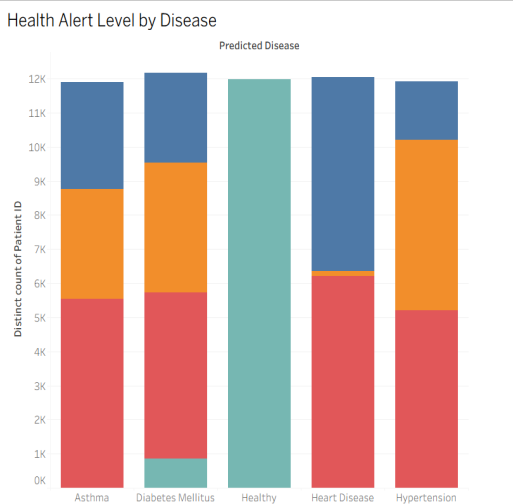 Health Alert Level by Disease
Predicted Disease
12K
11K
10K
9K
8K
7K
6K
5K
4K
3K
2K
1K
0K
Distinct count of Patient ID
Asthma Diabetes Mellitus Healthy Heart Disease Hypertension